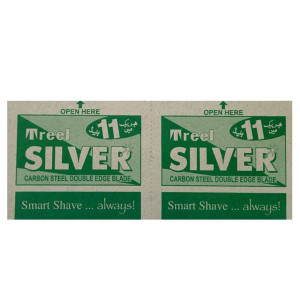 OPEN HERE
Treet 11
SILVER
CARBON STEEL DOUBLE EDGE BLADE
Smart Shave ... always!
OPEN HERE
Treet 11
SILVER
CARBON STEEL DOUBLE EDGE BLADE
Smart Shave ... always!